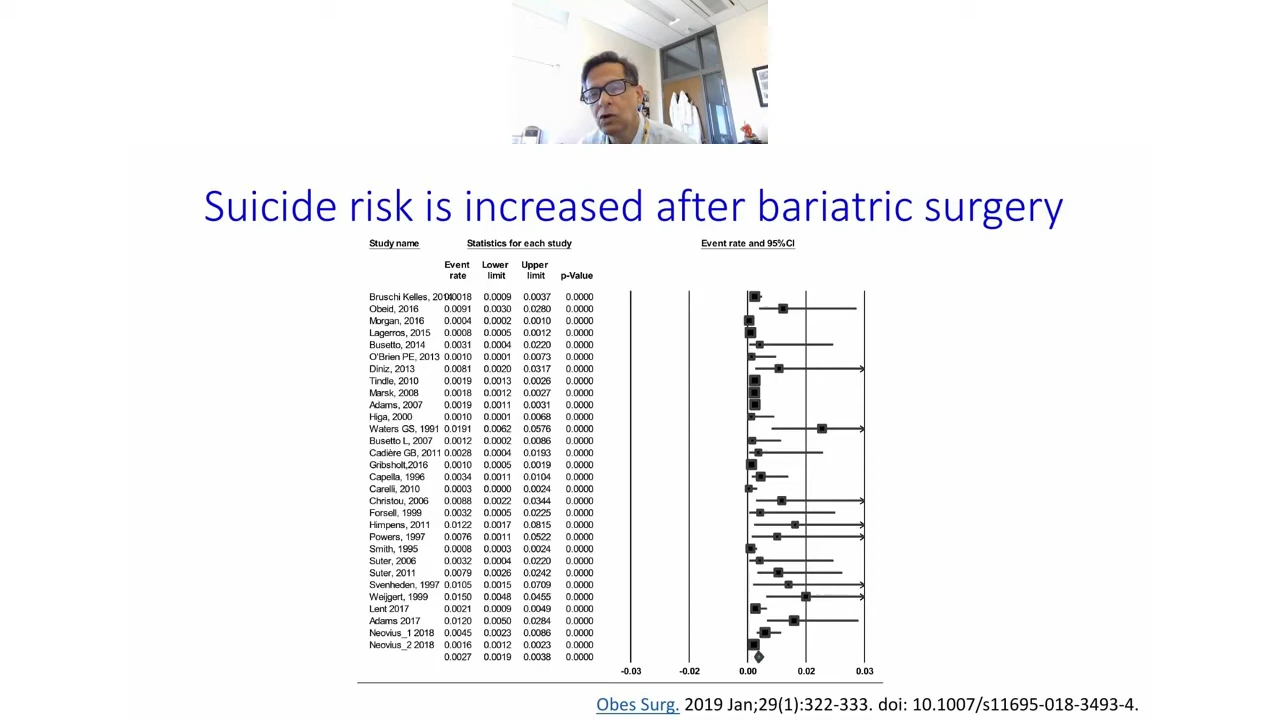 Suicide risk is increased after bariatric surgery
Study name Statistics for each study Event rate and 95%CI
Event Lower Upper
rate limit limit p-Value
Bruschi Kelles, 2014 0.0018 0.0009 0.0037 0.0000
Obeid, 2016 0.0091 0.0030 0.0280 0.0000
Morgan, 2016 0.0004 0.0002 0.0010 0.0000
Lagerros, 2015 0.0008 0.0005 0.0012 0.0000
Busetto, 2014 0.0031 0.0004 0.0220 0.0000
O'Brien PE, 2013 0.0010 0.0001 0.0073 0.0000
Diniz, 2013 0.0081 0.0020 0.0317 0.0000
Tindle, 2010 0.0019 0.0013 0.0026 0.0000
Marsk, 2008 0.0018 0.0012 0.0027 0.0000
Adams, 2007 0.0019 0.0011 0.0031 0.0000
Higa, 2000 0.0010 0.0001 0.0068 0.0000
Waters GS, 1991 0.0191 0.0062 0.0576 0.0000
Busetto L, 2007 0.0012 0.0002 0.0086 0.0000
Cadière GB, 2011 0.0028 0.0004 0.0193 0.0000
Gribsholt,2016 0.0010 0.0005 0.0019 0.0000
Capella, 1996 0.0034 0.0011 0.0104 0.0000
Carelli, 2010 0.0003 0.0000 0.0024 0.0000
Christou, 2006 0.0088 0.0022 0.0344 0.0000
Forsell, 1999 0.0032 0.0005 0.0225 0.0000
Himpens, 2011 0.0122 0.0017 0.0815 0.0000
Powers, 1997 0.0076 0.0011 0.0522 0.0000
Smith, 1995 0.0008 0.0003 0.0024 0.0000
Suter, 2006 0.0032 0.0004 0.0220 0.0000
Suter, 2011 0.0079 0.0026 0.0242 0.0000
Svenheden, 1997 0.0105 0.0015 0.0709 0.0000
Weijgert, 1999 0.0150 0.0048 0.0455 0.0000
Lent 2017 0.0021 0.0009 0.0049 0.0000
Adams 2017 0.0120 0.0050 0.0284 0.0000
Neovius_1 2018 0.0045 0.0023 0.0086 0.0000
Neovius_2 2018 0.0016 0.0012 0.0023 0.0000
0.0027 0.0019 0.0038 0.0000
-0.03 -0.02 0.00 0.02 0.03
Obes Surg. 2019 Jan;29(1):322-333. doi: 10.1007/s11695-018-3493-4.